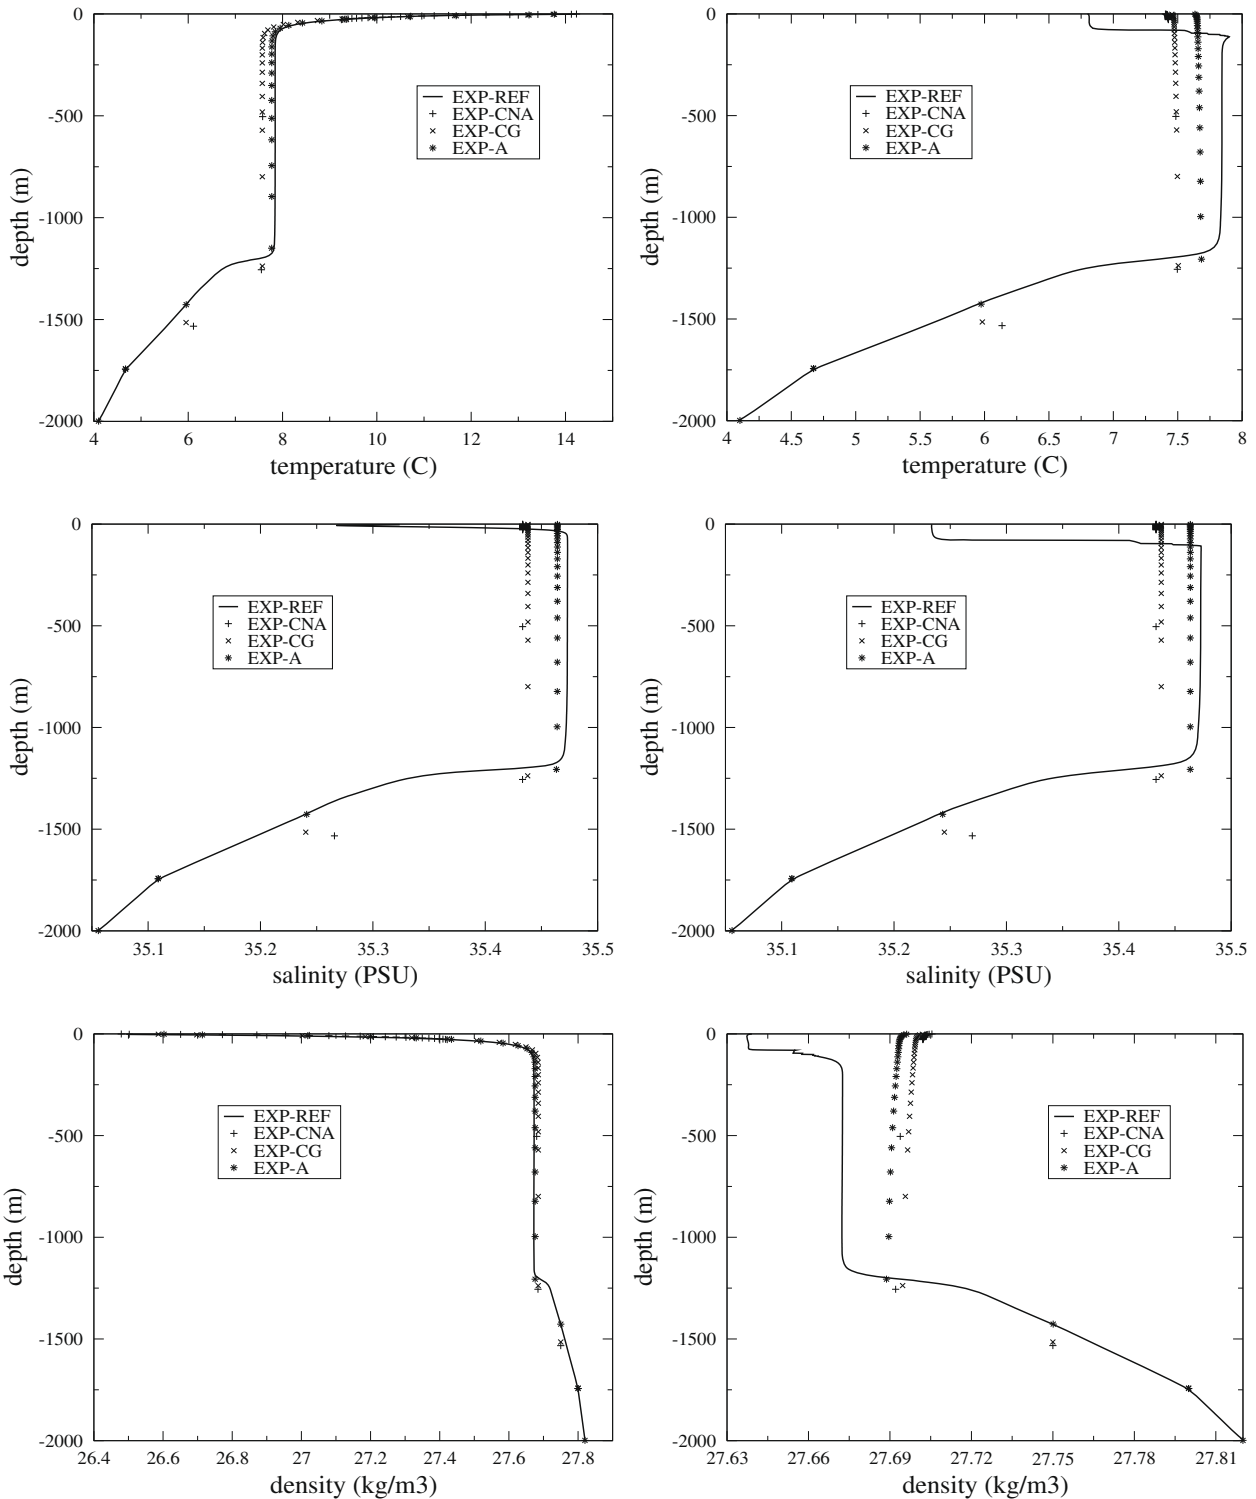 0
-500
-1000
-1500
-2000
depth (m)
EXP-REF
EXP-CNA
EXP-CG
EXP-A
4 6 8 10 12 14
temperature (C)
0
-500
-1000
-1500
-2000
depth (m)
EXP-REF
EXP-CNA
EXP-CG
EXP-A
4 4.5 5 5.5 6 6.5 7 7.5 8
temperature (C)
0
-500
-1000
-1500
-2000
depth (m)
EXP-REF
EXP-CNA
EXP-CG
EXP-A
35.1 35.2 35.3 35.4 35.5
salinity (PSU)
0
-500
-1000
-1500
-2000
depth (m)
EXP-REF
EXP-CNA
EXP-CG
EXP-A
35.1 35.2 35.3 35.4 35.5
salinity (PSU)
0
-500
-1000
-1500
-2000
depth (m)
EXP-REF
EXP-CNA
EXP-CG
EXP-A
26.4 26.6 26.8 27 27.2 27.4 27.6 27.8
density (kg/m3)
0
-500
-1000
-1500
-2000
depth (m)
EXP-REF
EXP-CNA
EXP-CG
EXP-A
27.63 27.66 27.69 27.72 27.75 27.78 27.81
density (kg/m3)